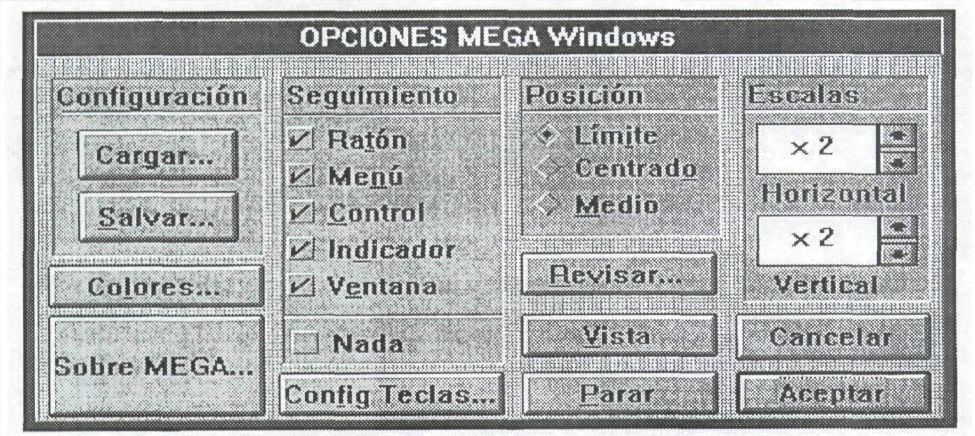 OPCIONES MEGA Windows
Configuración
Cargar...
Salvar...
Colores...
Sobre MEGA...
Seguimiento
Ratón
Menú
Control
Indicador
Ventana
Nada
Config Teclas...
Posición
Límite
Centrado
Medio
Revisar...
Vista
Parar
Escalas
× 2
Horizontal
× 2
Vertical
Cancelar
Aceptar